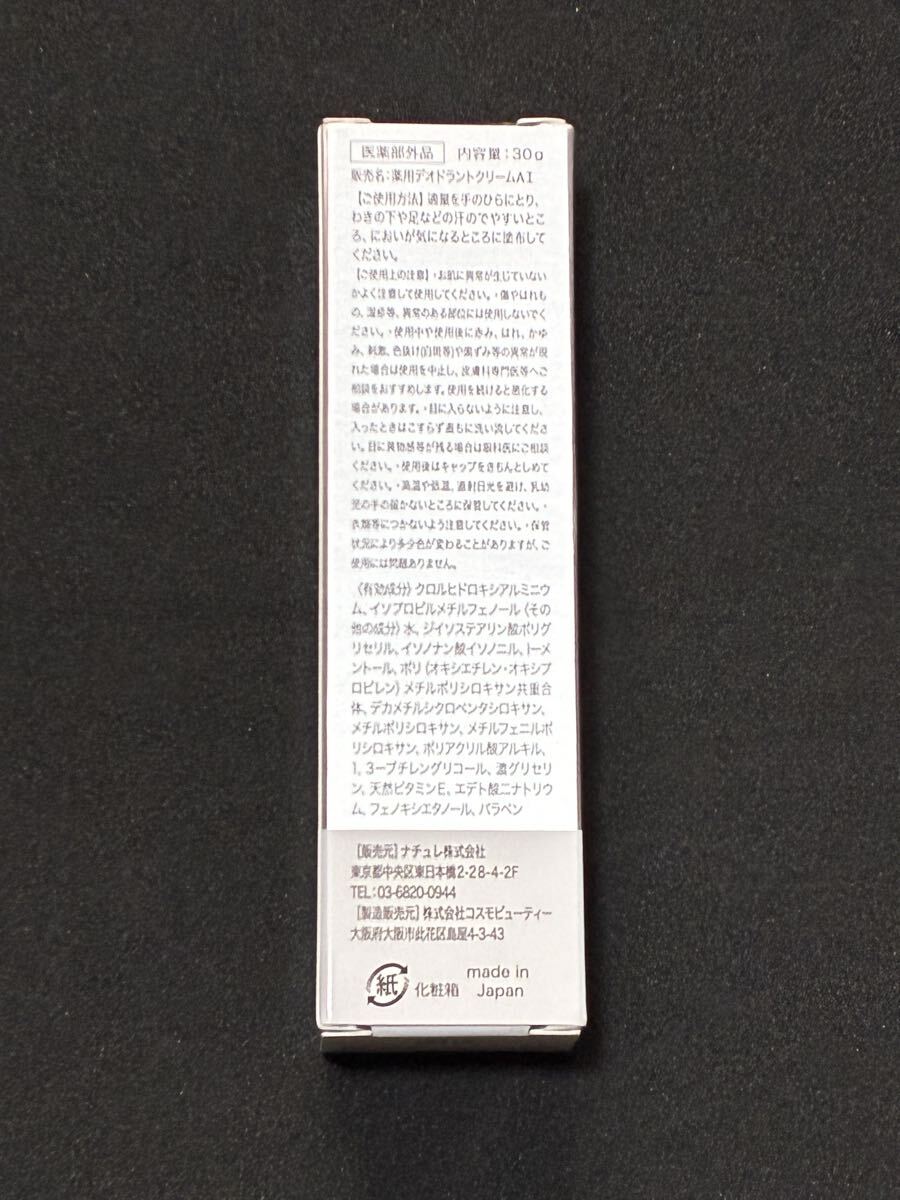 医薬部外品 内容量：30g
販売名：薬用デオドラントクリームAI
【ご使用方法】適量を手のひらにとり、
わきの下や足などの汗のでやすいとこ
ろ、においが気になるところに塗布して
ください。
【ご使用上の注意】・お肌に異常が生じていない
かよく注意して使用してください。・傷やはれも
の、湿疹等、異常のある部位には使用しないでく
ださい。・使用中や使用後に赤み、はれ、かゆ
み、刺激、色抜け(白斑等)や黒ずみ等の異常が現
れた場合は使用を中止し、皮膚科専門医等へご
相談をおすすめします。使用を続けると悪化する
場合があります。・目に入らないように注意し、
入ったときはこすらず直ちに洗い流してくださ
い。目に異物感等が残る場合は眼科医にご相談
ください。・使用後はキャップをきちんとしめて
ください。・高温や低温、直射日光を避け、乳幼
児の手の届かないところに保管してください。・
衣類等につかないよう注意してください。・保管
状況により多少色が変わることがありますが、ご
使用には問題ありません。
〈有効成分〉クロルヒドロキシアルミニウ
ム、イソプロピルメチルフェノール〈その
他の成分〉水、ジイソステアリン酸ポリグ
リセリル、イソノナン酸イソノニル、l－メ
ントール、ポリ（オキシエチレン・オキシプ
ロピレン）メチルポリシロキサン共重合
体、デカメチルシクロペンタシロキサン、
メチルポリシロキサン、メチルフェニルポ
リシロキサン、ポリアクリル酸アルキル、
1，3－ブチレングリコール、濃グリセリ
ン、天然ビタミンE、エデト酸二ナトリウ
ム、フェノキシエタノール、パラベン
［販売元］ナチュレ株式会社
東京都中央区東日本橋2-28-4-2F
TEL：03-6820-0944
［製造販売元］株式会社コスモビューティー
大阪府大阪市此花区島屋4-3-43
紙 化粧箱 made in
Japan